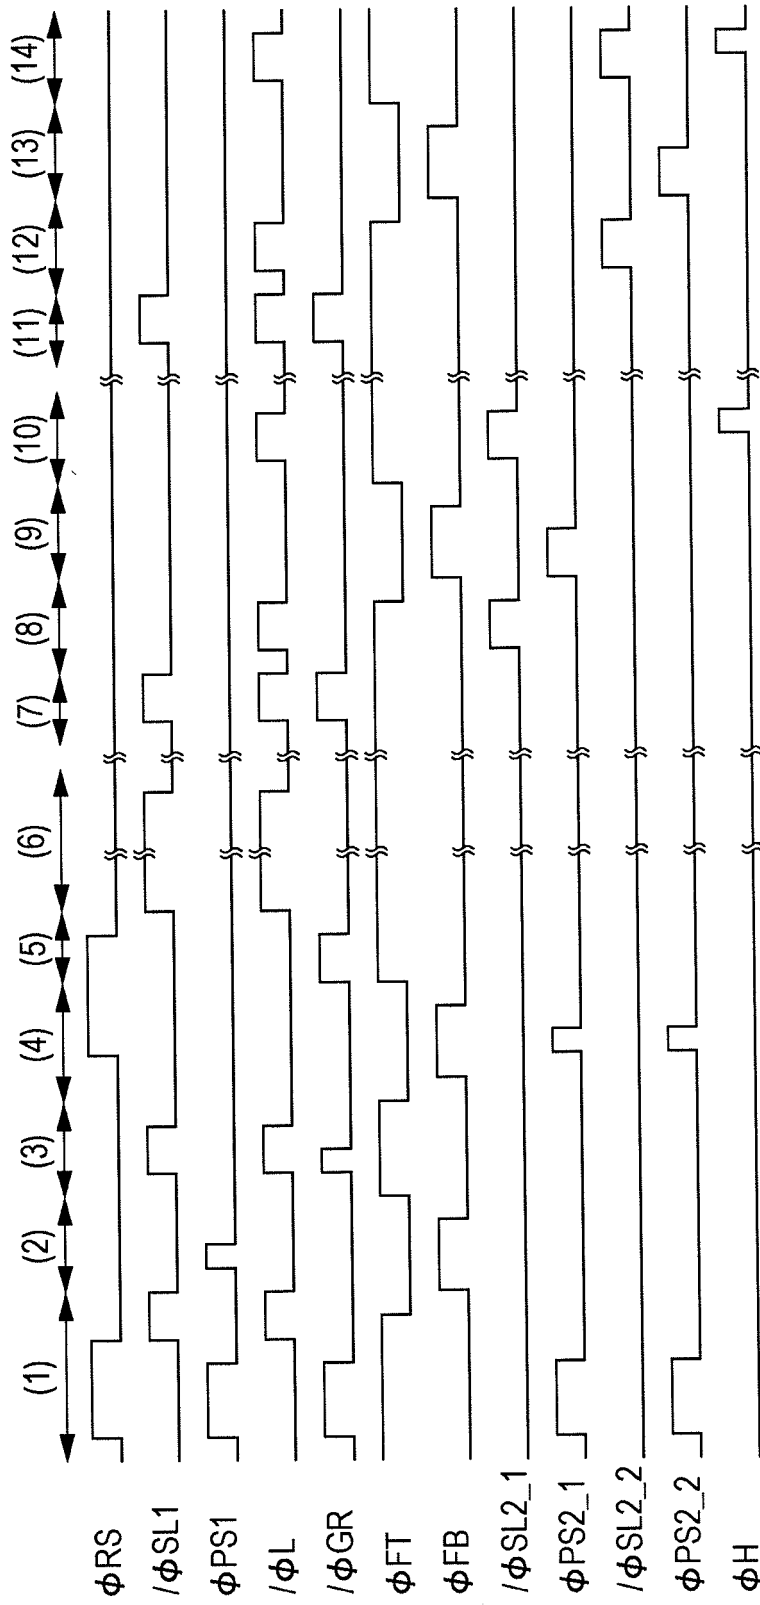 (1) (2) (3) (4) (5) (6) (7) (8) (9) (10) (11) (12) (13) (14)
ϕRS
/ϕSL1
ϕPS1
/ϕL
/ϕGR
ϕFT
ϕFB
/ϕSL2_1
ϕPS2_1
/ϕSL2_2
ϕPS2_2
ϕH